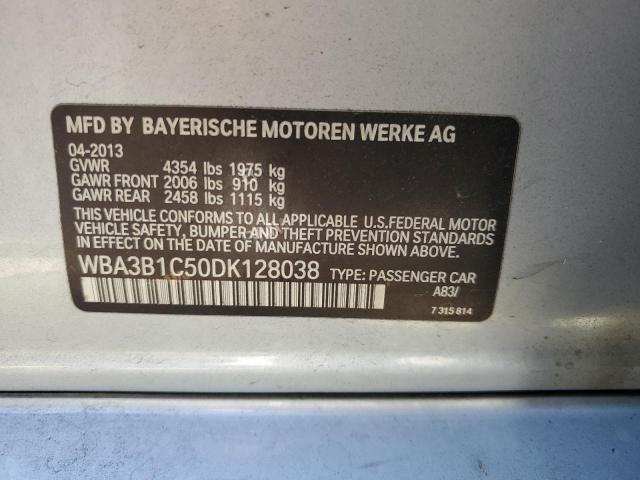 MFD BY BAYERISCHE MOTOREN WERKE AG
04-2013
GVWR 4354 lbs 1975 kg
GAWR FRONT 2006 lbs 910 kg
GAWR REAR 2458 lbs 1115 kg
THIS VEHICLE CONFORMS TO ALL APPLICABLE U.S.FEDERAL MOTOR
VEHICLE SAFETY, BUMPER AND THEFT PREVENTION STANDARDS
IN EFFECT ON THE DATE OF MANUFACTURE SHOWN ABOVE.
WBA3B1C50DK128038 TYPE: PASSENGER CAR
A83/
7 315 814